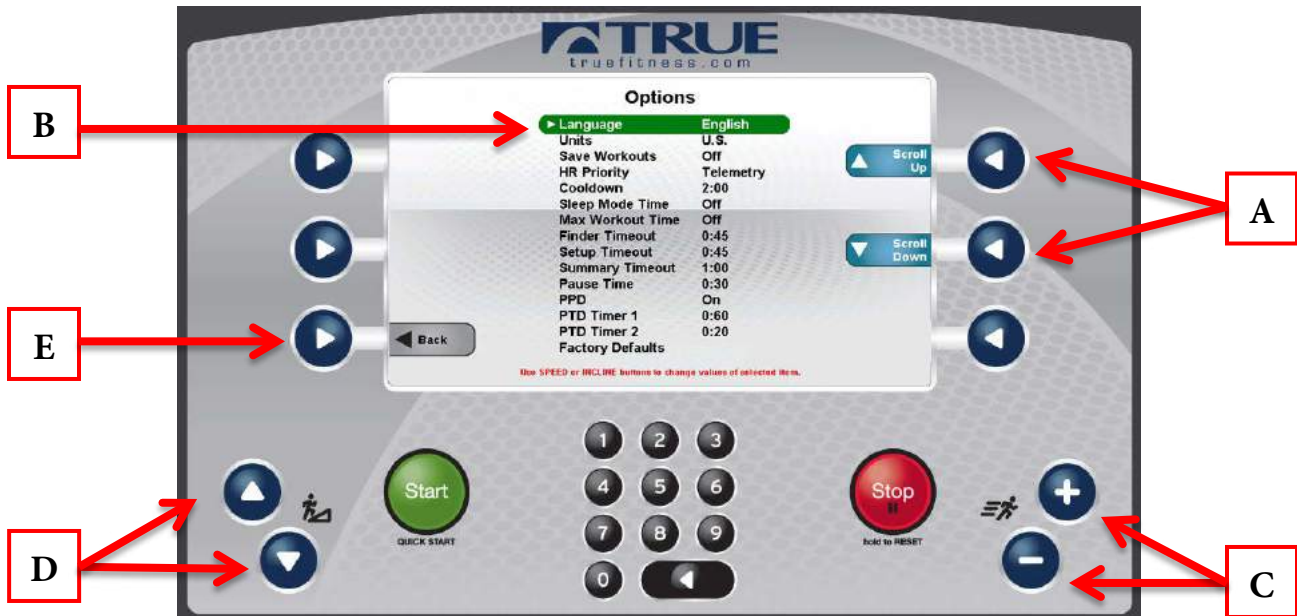 TRUE
truefitness.com
Options
Language English
Units U.S.
Save Workouts Off
HR Priority Telemetry
Cooldown 2:00
Sleep Mode Time Off
Max Workout Time Off
Finder Timeout 0:45
Setup Timeout 0:45
Summary Timeout 1:00
Pause Time 0:30
PPD On
PTD Timer 1 0:60
PTD Timer 2 0:20
Factory Defaults
Use SPEED or INCLINE buttons to change values of selected item.
Scroll
Up
Scroll
Down
Back
B
A
E
D
C
Start
QUICK START
1 2 3
4 5 6
7 8 9
0
Stop
hold to RESET